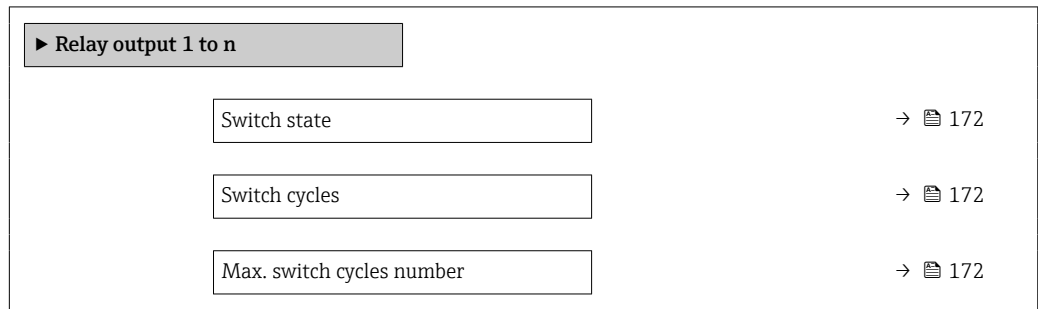 ► Relay output 1 to n
Switch state → 172
Switch cycles → 172
Max. switch cycles number → 172